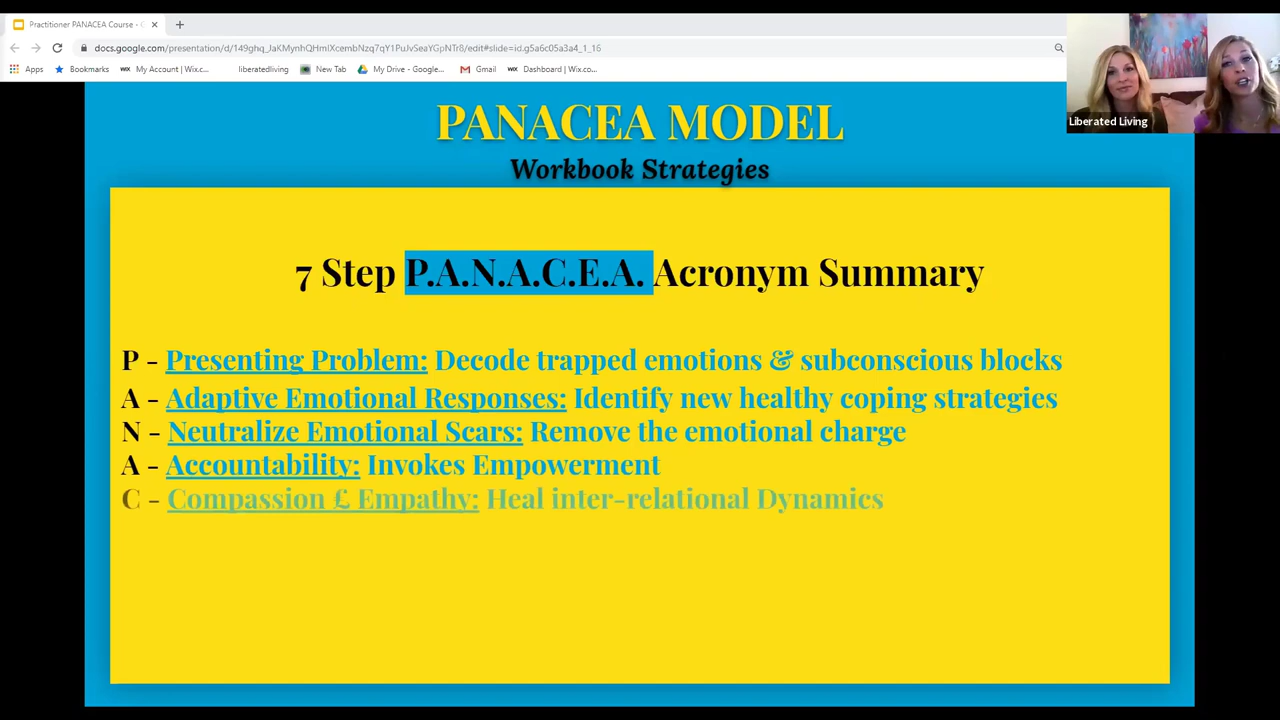 Practitioner PANACEA Course - G
docs.google.com/presentation/d/149ghq_JaKMynhQHmIXcembNzq7qY1PuJvSeaYGpNTr8/edit#slide=id.g5a6c05a3a4_1_16
Apps Bookmarks WiX My Account | Wix.c... liberatedliving New Tab My Drive - Google... Gmail WiX Dashboard | Wix.co...
Liberated Living
PANACEA MODEL
Workbook Strategies
7 Step P.A.N.A.C.E.A. Acronym Summary
P - Presenting Problem: Decode trapped emotions & subconscious blocks
A - Adaptive Emotional Responses: Identify new healthy coping strategies
N - Neutralize Emotional Scars: Remove the emotional charge
A - Accountability: Invokes Empowerment
C - Compassion £ Empathy: Heal inter-relational Dynamics